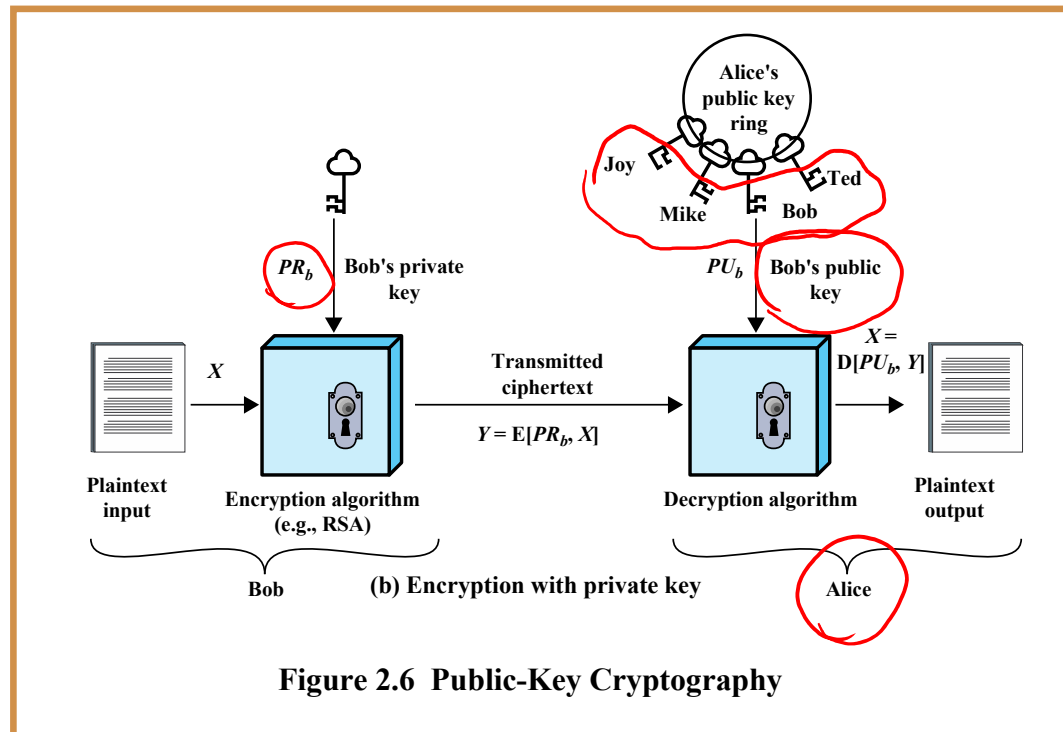 Alice's
public key
ring
Joy
Ted
Mike
Bob
PR_b
Bob's private
key
PU_b
Bob's public
key
X
Transmitted
ciphertext
X =
D[PU_b, Y]
Y = E[PR_b, X]
Plaintext
input
Encryption algorithm
(e.g., RSA)
Decryption algorithm
Plaintext
output
Bob
(b) Encryption with private key
Alice
Figure 2.6 Public-Key Cryptography